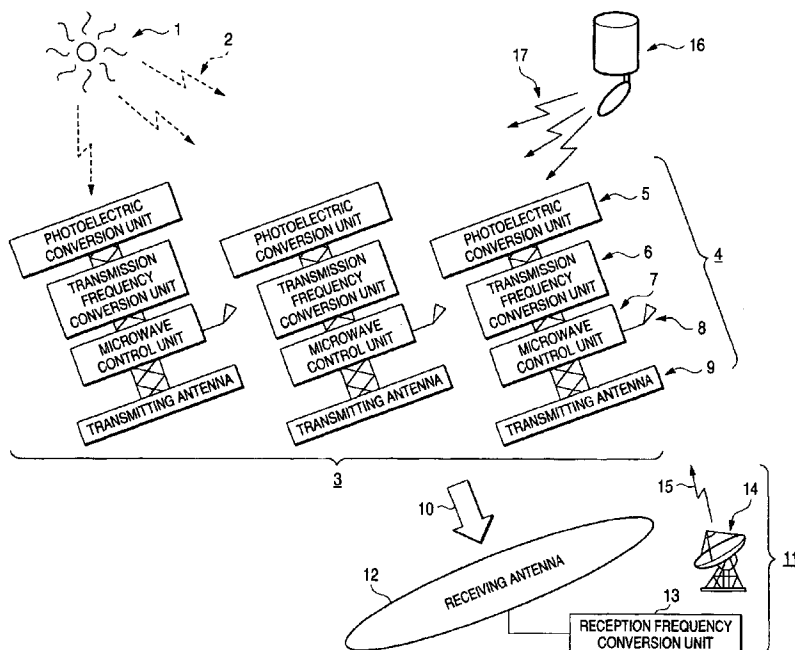 1
2
16
17
PHOTOELECTRIC
CONVERSION UNIT
TRANSMISSION
FREQUENCY
CONVERSION UNIT
MICROWAVE
CONTROL UNIT
TRANSMITTING ANTENNA
PHOTOELECTRIC
CONVERSION UNIT
TRANSMISSION
FREQUENCY
CONVERSION UNIT
MICROWAVE
CONTROL UNIT
TRANSMITTING ANTENNA
PHOTOELECTRIC
CONVERSION UNIT
TRANSMISSION
FREQUENCY
CONVERSION UNIT
MICROWAVE
CONTROL UNIT
TRANSMITTING ANTENNA
5
6
4
7
8
9
3
10
15
14
11
12
RECEIVING ANTENNA
13
RECEPTION FREQUENCY
CONVERSION UNIT